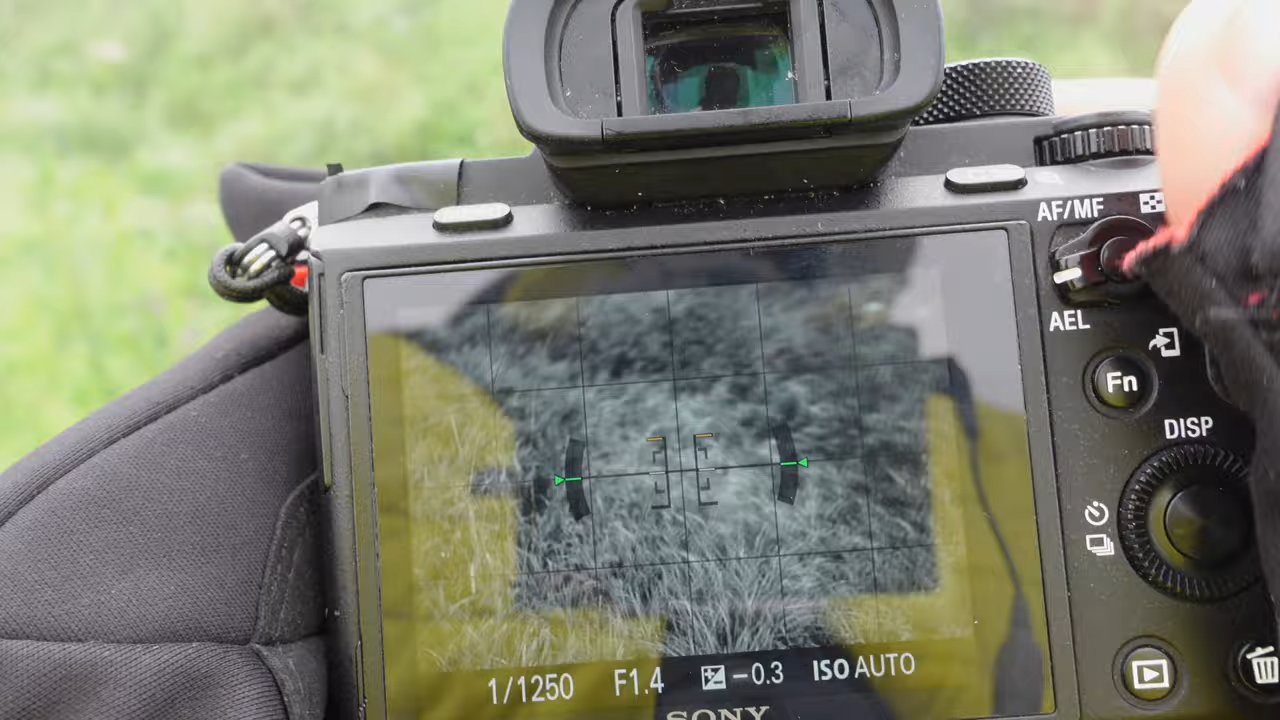 AF/MF
AEL
Fn
DISP
1/1250 F1.4 −0.3 ISO AUTO
SONY